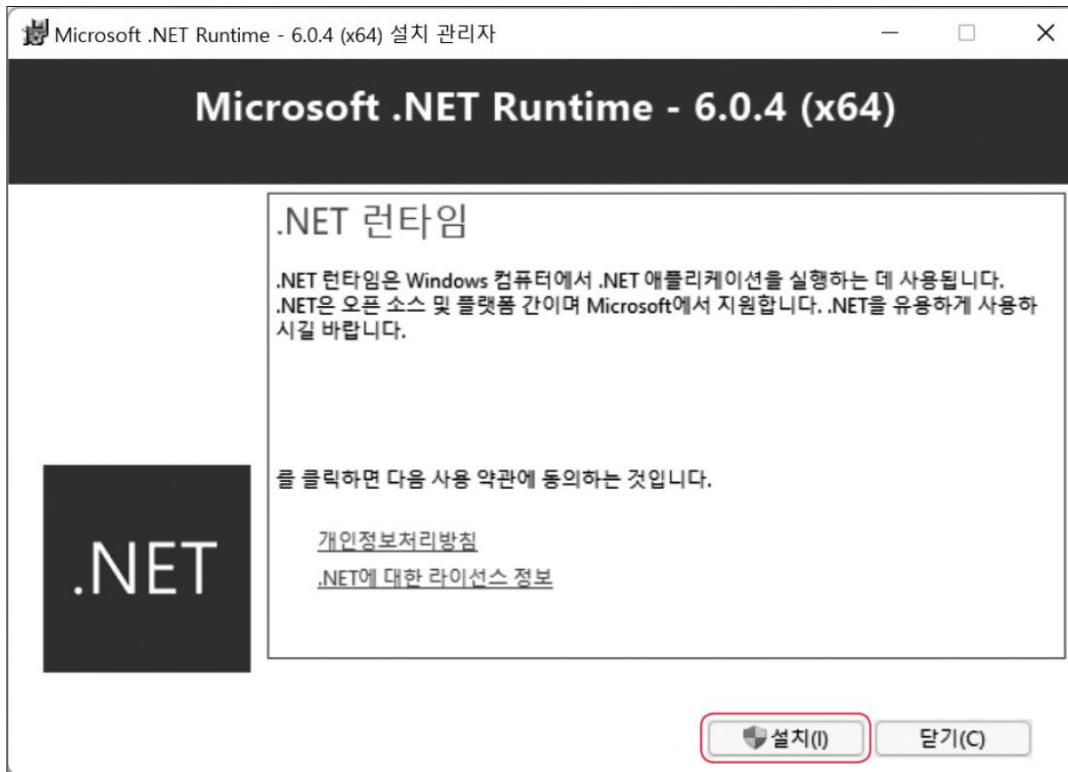 Microsoft .NET Runtime - 6.0.4 (x64) 설치 관리자
Microsoft .NET Runtime - 6.0.4 (x64)
.NET 런타임
.NET 런타임은 Windows 컴퓨터에서 .NET 애플리케이션을 실행하는 데 사용됩니다.
.NET은 오픈 소스 및 플랫폼 간이며 Microsoft에서 지원합니다. .NET을 유용하게 사용하
시길 바랍니다.
를 클릭하면 다음 사용 약관에 동의하는 것입니다.
개인정보처리방침
.NET에 대한 라이선스 정보
.NET
설치(I)
닫기(C)